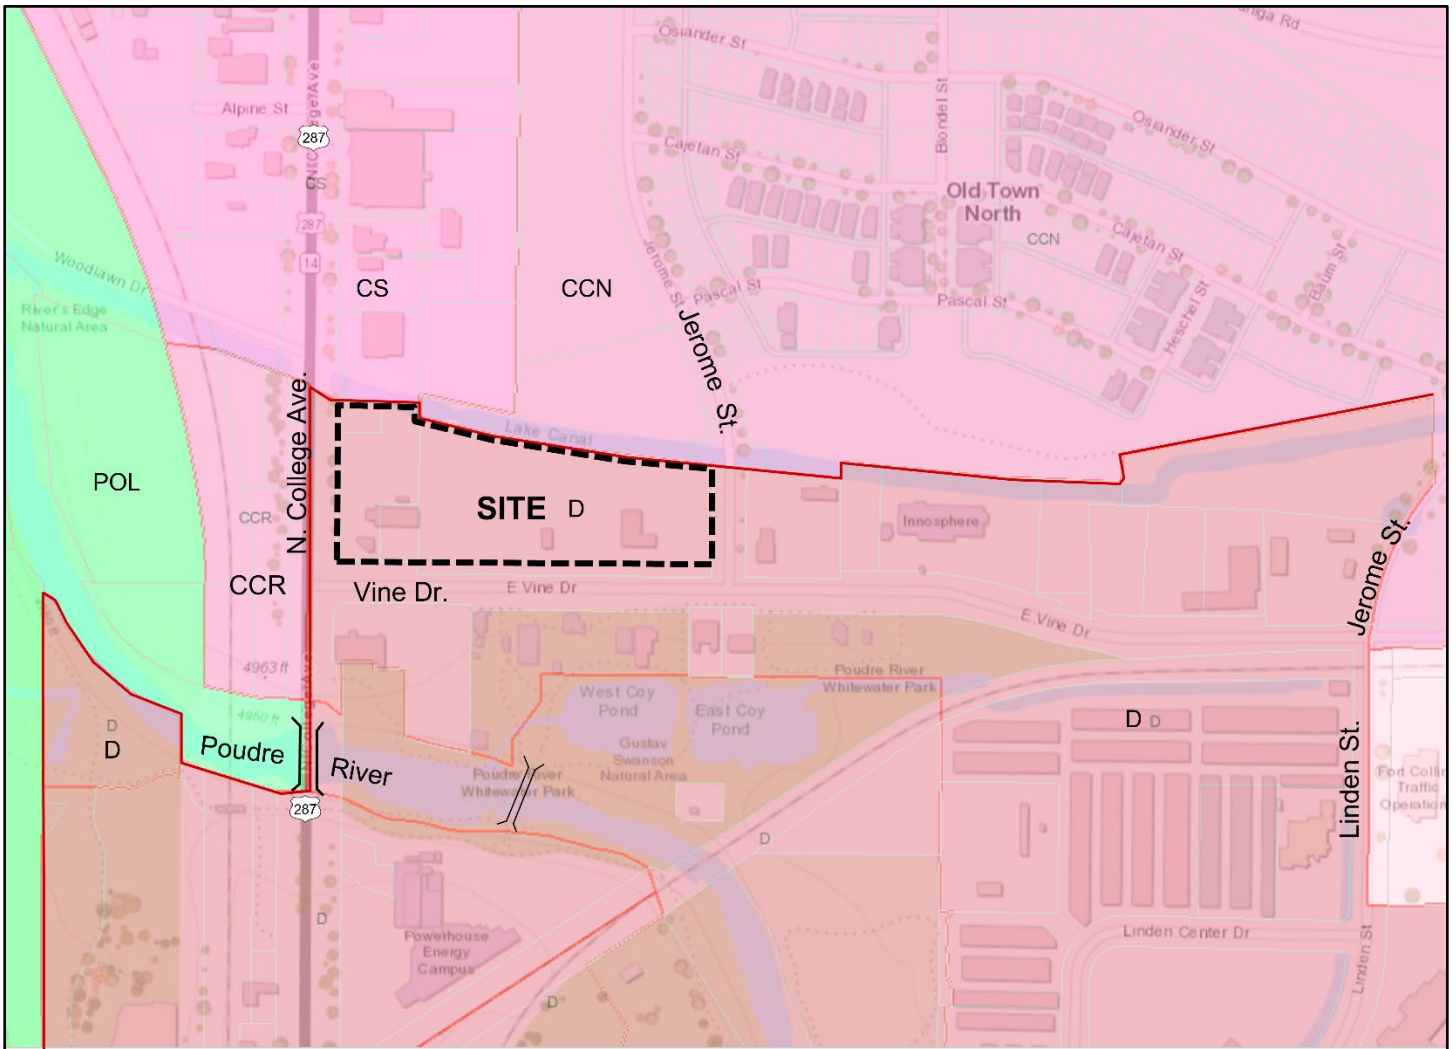 Osiander St
Alpine St
287
CS
Biondel St
Osiander St
Cajetan St
Old Town
North
CCN
Cajetan St
287
14
Jerome St
Woodlawn Dr
River's Edge
Natural Area
CS
CCN
Pascal St
Pascal St
Heschel St
Baum St
Jerome St.
N. College Ave.
Lake Canal
POL
CCR
SITE D
Innosphere
Jerome St.
CCR
Vine Dr.
E Vine Dr
E Vine Dr
4963 ft
Poudre River
Whitewater Park
West Coy
Pond
East Coy
Pond
4950 ft
D
D
Poudre
River
Gustav
Swanson
Natural Area
Poudre River
Whitewater Park
D D
Linden St.
Fort Collin
Traffic
Operation
287
D
D
Powerhouse
Energy
Campus
Linden Center Dr
Linden St
D